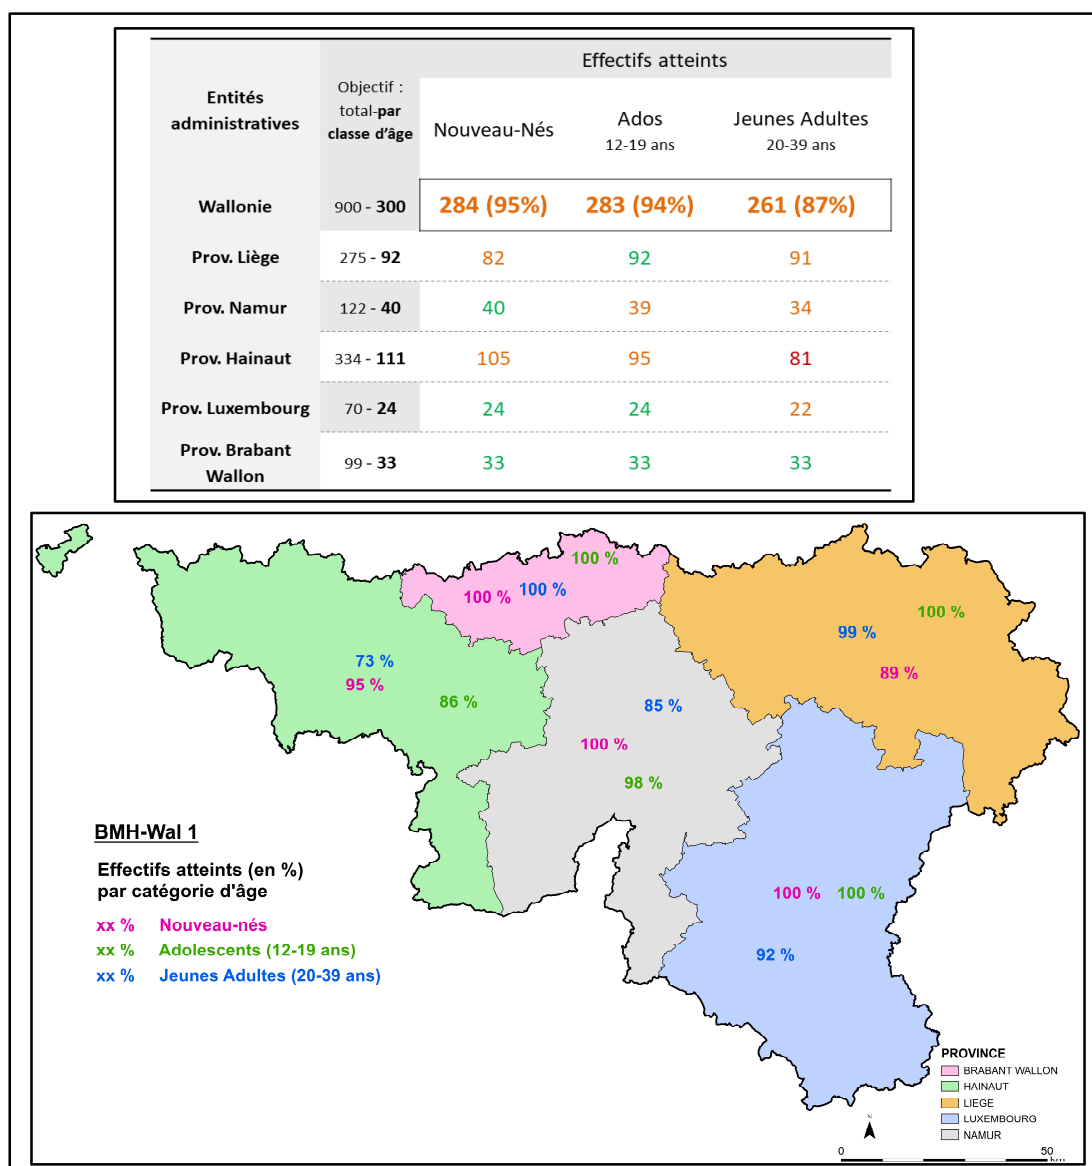 Effectifs atteints
Entités
administratives
Objectif :
total-par
classe d'âge
Nouveau-Nés
Ados
12-19 ans
Jeunes Adultes
20-39 ans
Wallonie 900 - 300 284 (95%) 283 (94%) 261 (87%)
Prov. Liège 275 - 92 82 92 91
Prov. Namur 122 - 40 40 39 34
Prov. Hainaut 334 - 111 105 95 81
Prov. Luxembourg 70 - 24 24 24 22
Prov. Brabant
Wallon
99 - 33 33 33 33
100 %
100 % 100 %
100 %
99 %
89 %
73 %
95 %
86 %
85 %
100 %
98 %
100 % 100 %
92 %
BMH-Wal 1
Effectifs atteints (en %)
par catégorie d'âge
xx % Nouveau-nés
xx % Adolescents (12-19 ans)
xx % Jeunes Adultes (20-39 ans)
PROVINCE
BRABANT WALLON
HAINAUT
LIEGE
LUXEMBOURG
NAMUR
N
0 50
Km